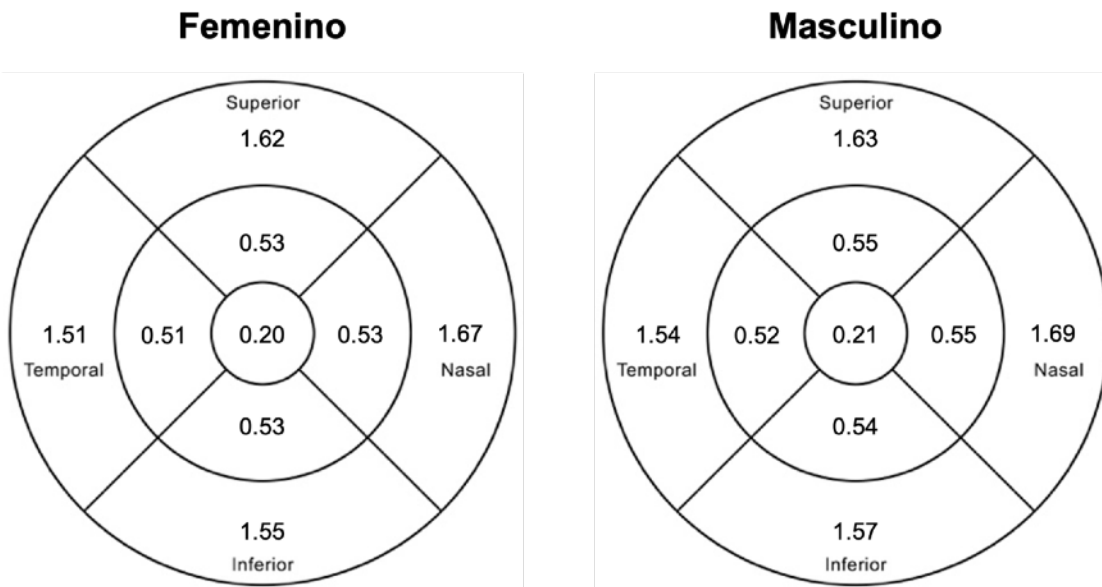 Femenino
Superior
1.62
0.53
1.51
0.51
0.20
0.53
1.67
Temporal
Nasal
0.53
1.55
Inferior
Masculino
Superior
1.63
0.55
1.54
0.52
0.21
0.55
1.69
Temporal
Nasal
0.54
1.57
Inferior